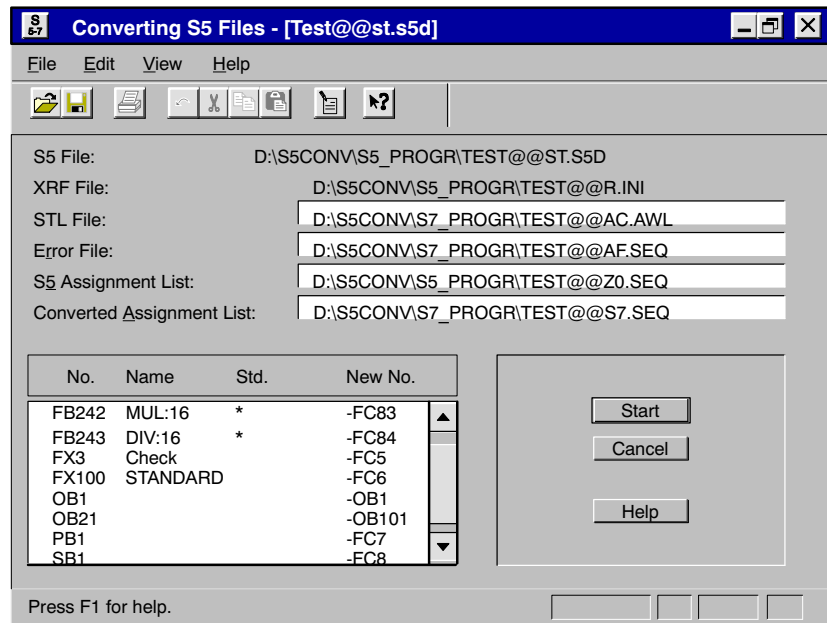 S
5-7
Converting S5 Files - [Test@@st.s5d]
File Edit View Help
S5 File: D:\S5CONV\S5_PROGR\TEST@@ST.S5D
XRF File: D:\S5CONV\S5_PROGR\TEST@@R.INI
STL File: D:\S5CONV\S7_PROGR\TEST@@AC.AWL
Error File: D:\S5CONV\S7_PROGR\TEST@@AF.SEQ
S5 Assignment List: D:\S5CONV\S5_PROGR\TEST@@Z0.SEQ
Converted Assignment List: D:\S5CONV\S7_PROGR\TEST@@S7.SEQ
No. Name Std. New No.
FB242 MUL:16 * -FC83
FB243 DIV:16 * -FC84
FX3 Check -FC5
FX100 STANDARD -FC6
OB1 -OB1
OB21 -OB101
PB1 -FC7
SB1 -FC8
Start
Cancel
Help
Press F1 for help.